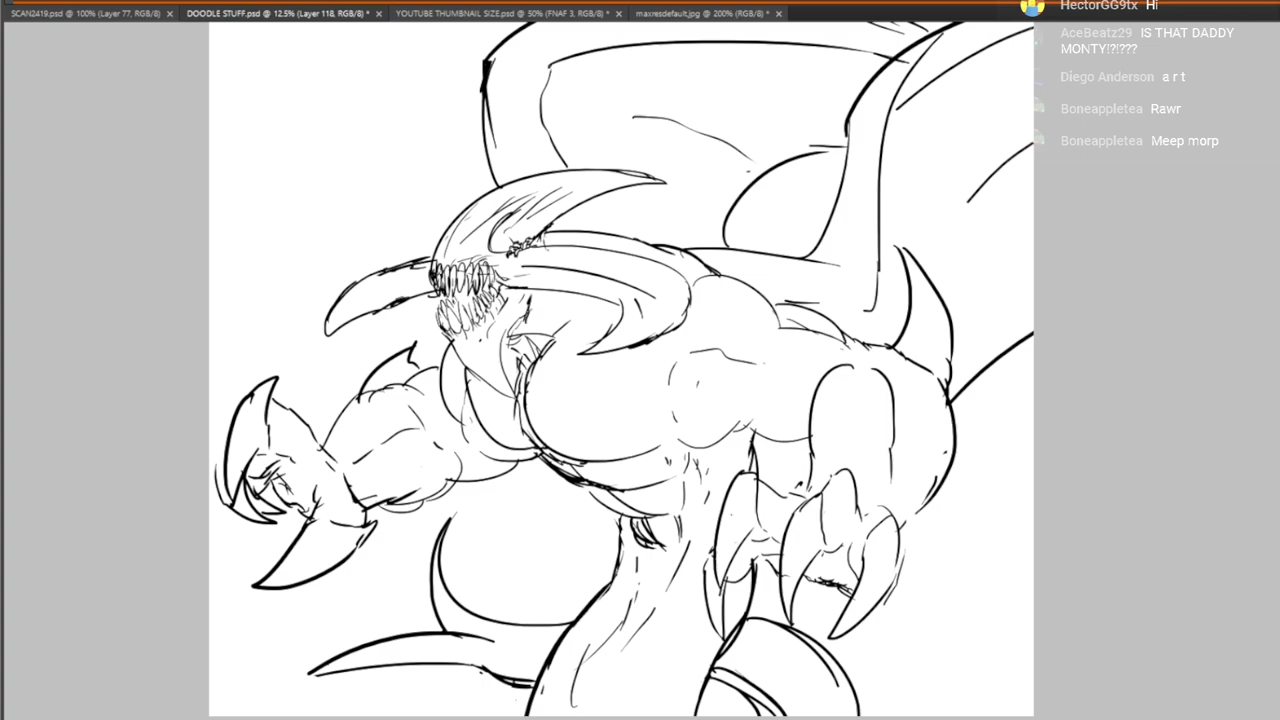 SCAN2419.psd @ 100% (Layer 77, RGB/8) × DOODLE STUFF.psd @ 12.5% (Layer 118, RGB/8) * × YOUTUBE THUMBNAIL SIZE.psd @ 50% (FNAF 3, RGB/8) * × maxresdefault.jpg @ 200% (RGB/8) * ×
HectorGG9tx Hi
AceBeatz29 IS THAT DADDY
MONTY!?!???
Diego Anderson a r t
Boneappletea Rawr
Boneappletea Meep morp